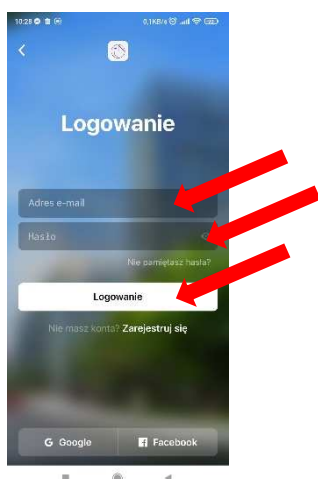 10:28
0,1KB/s
Logowanie
Adres e-mail
Hasło
Nie pamiętasz hasła?
Logowanie
Nie masz konta? Zarejestruj się
G Google
Facebook